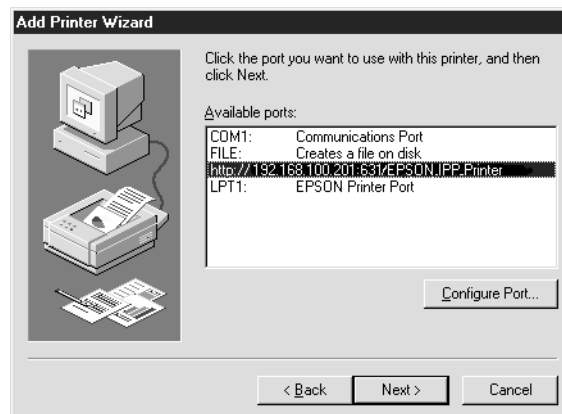 Add Printer Wizard
Click the port you want to use with this printer, and then
click Next.
Available ports:
COM1: Communications Port
FILE: Creates a file on disk
http://192.168.100.201:631/EPSON_IPP_Printer
LPT1: EPSON Printer Port
Configure Port...
< Back
Next >
Cancel